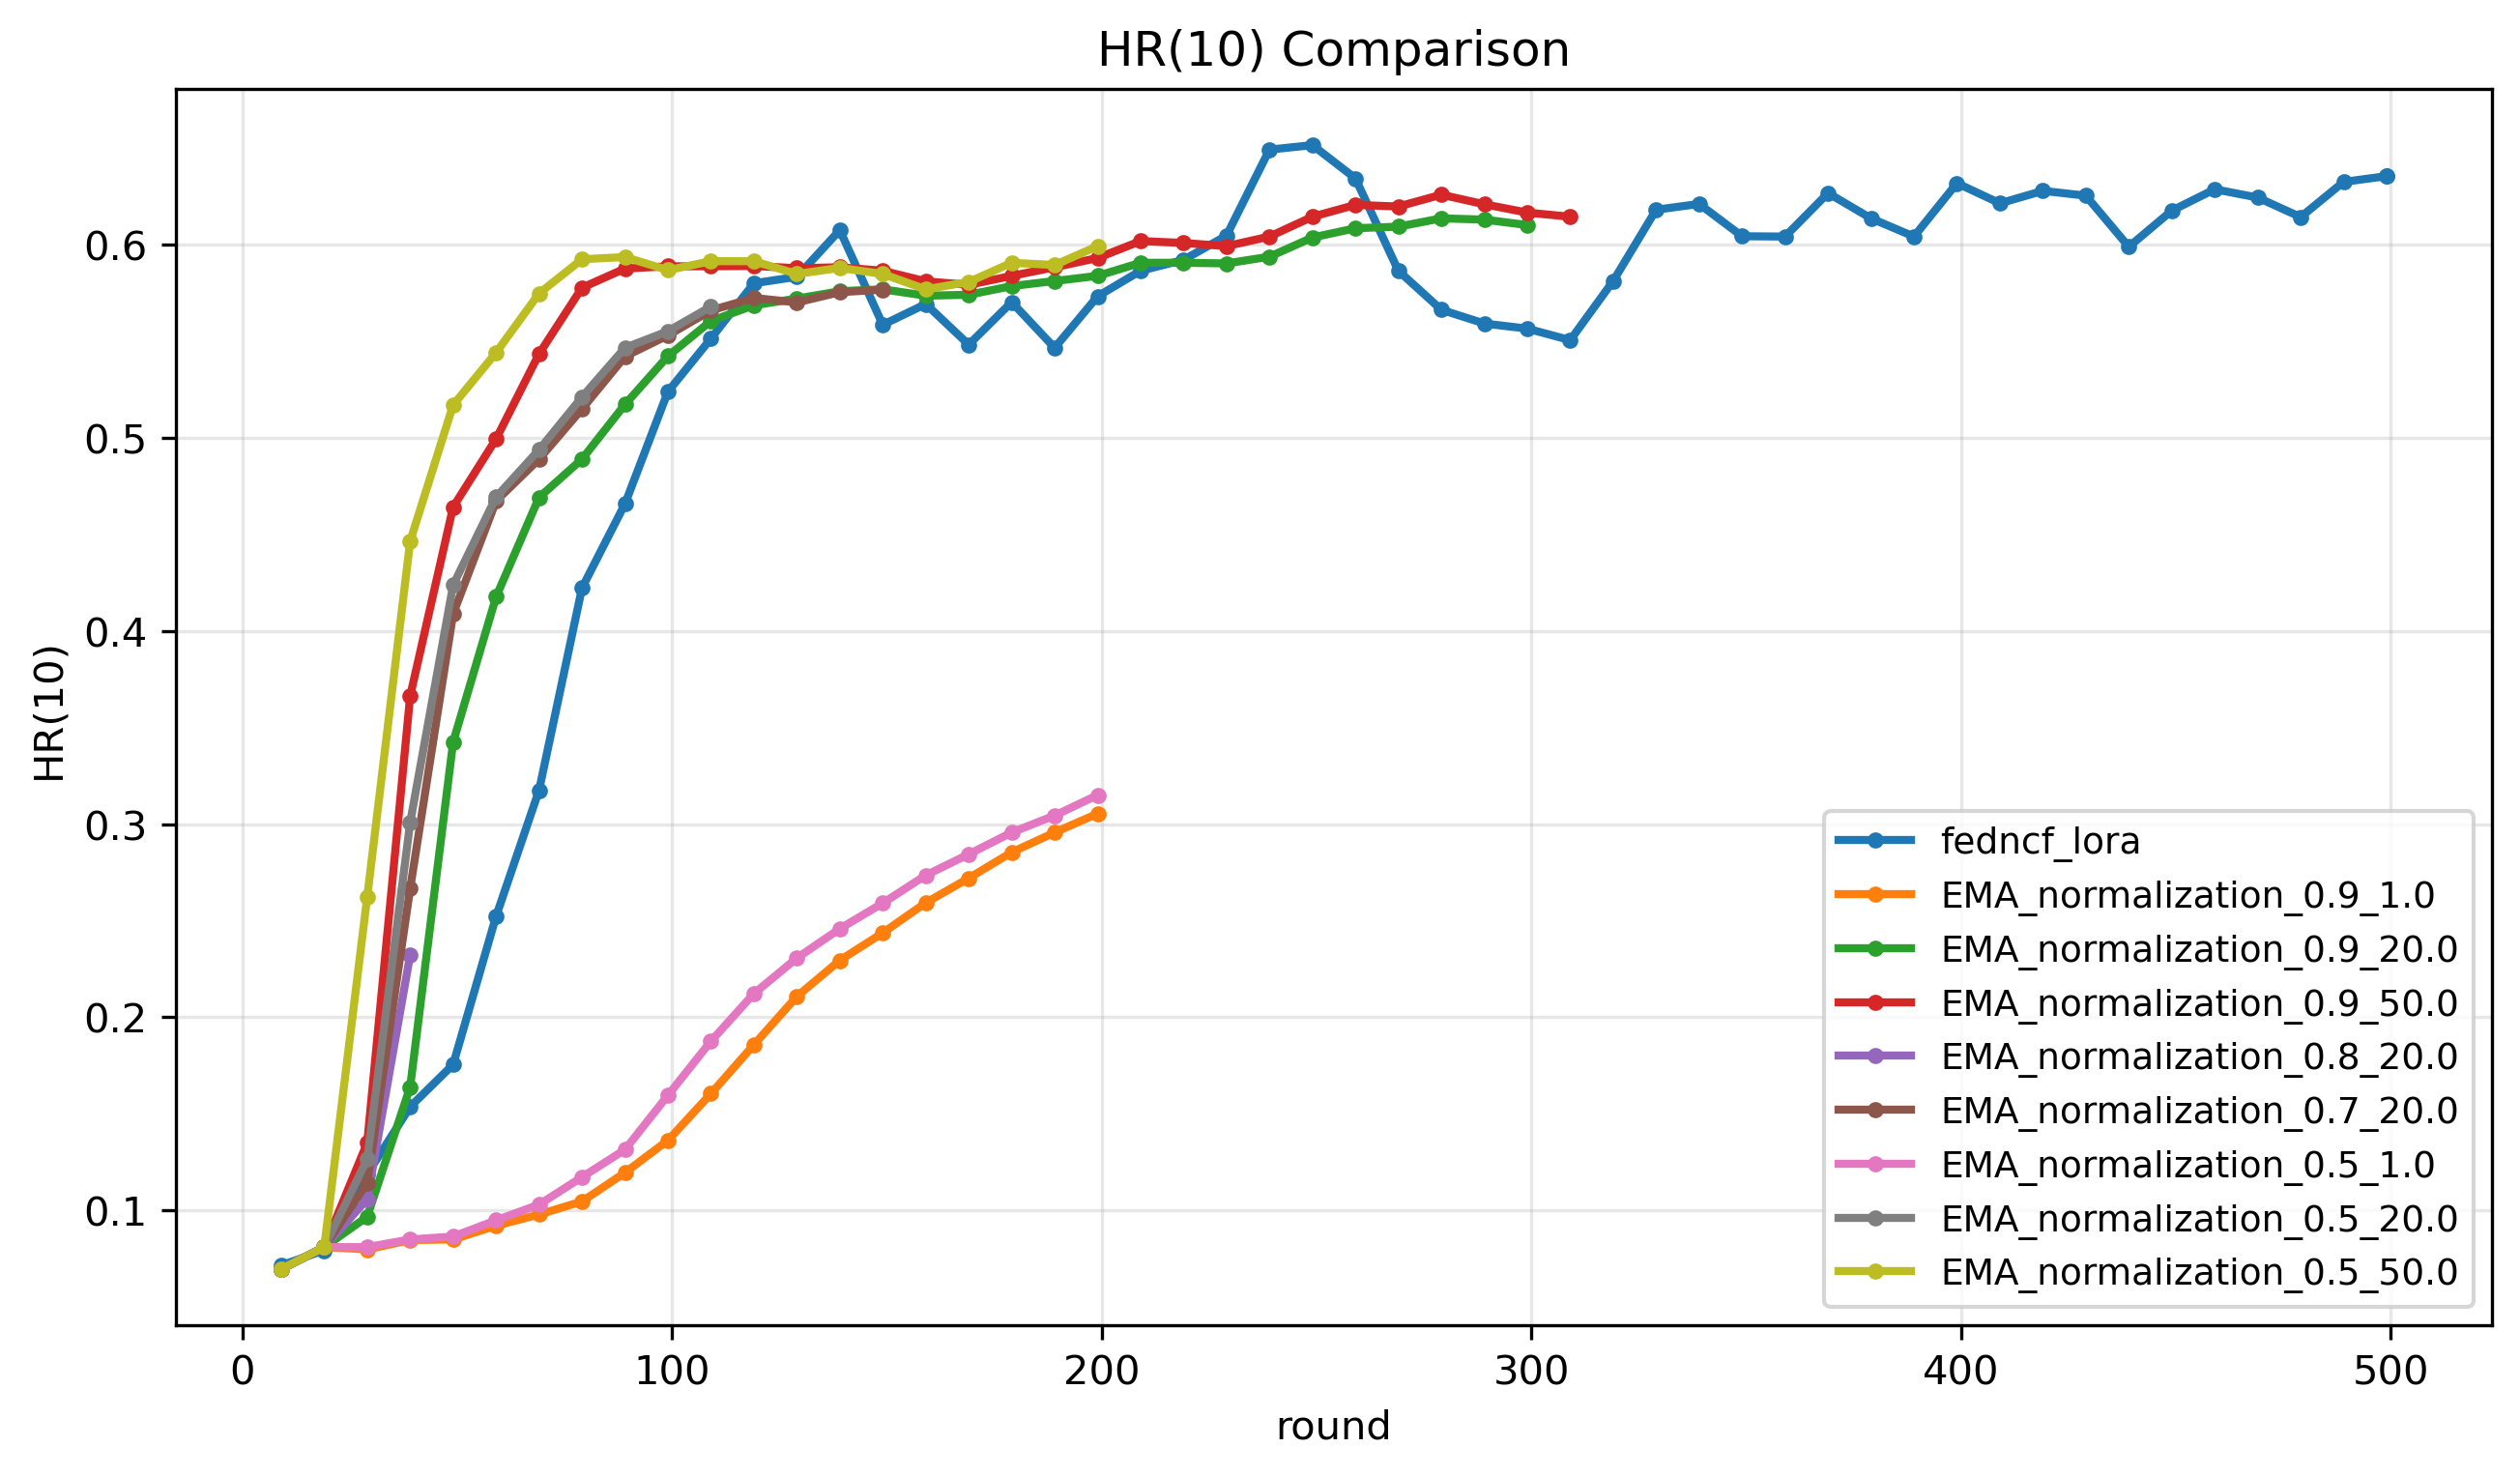 HR(10) Comparison
HR(10)
0.6
0.5
0.4
0.3
0.2
0.1
0 100 200 300 400 500
round
fedncf_lora
EMA_normalization_0.9_1.0
EMA_normalization_0.9_20.0
EMA_normalization_0.9_50.0
EMA_normalization_0.8_20.0
EMA_normalization_0.7_20.0
EMA_normalization_0.5_1.0
EMA_normalization_0.5_20.0
EMA_normalization_0.5_50.0